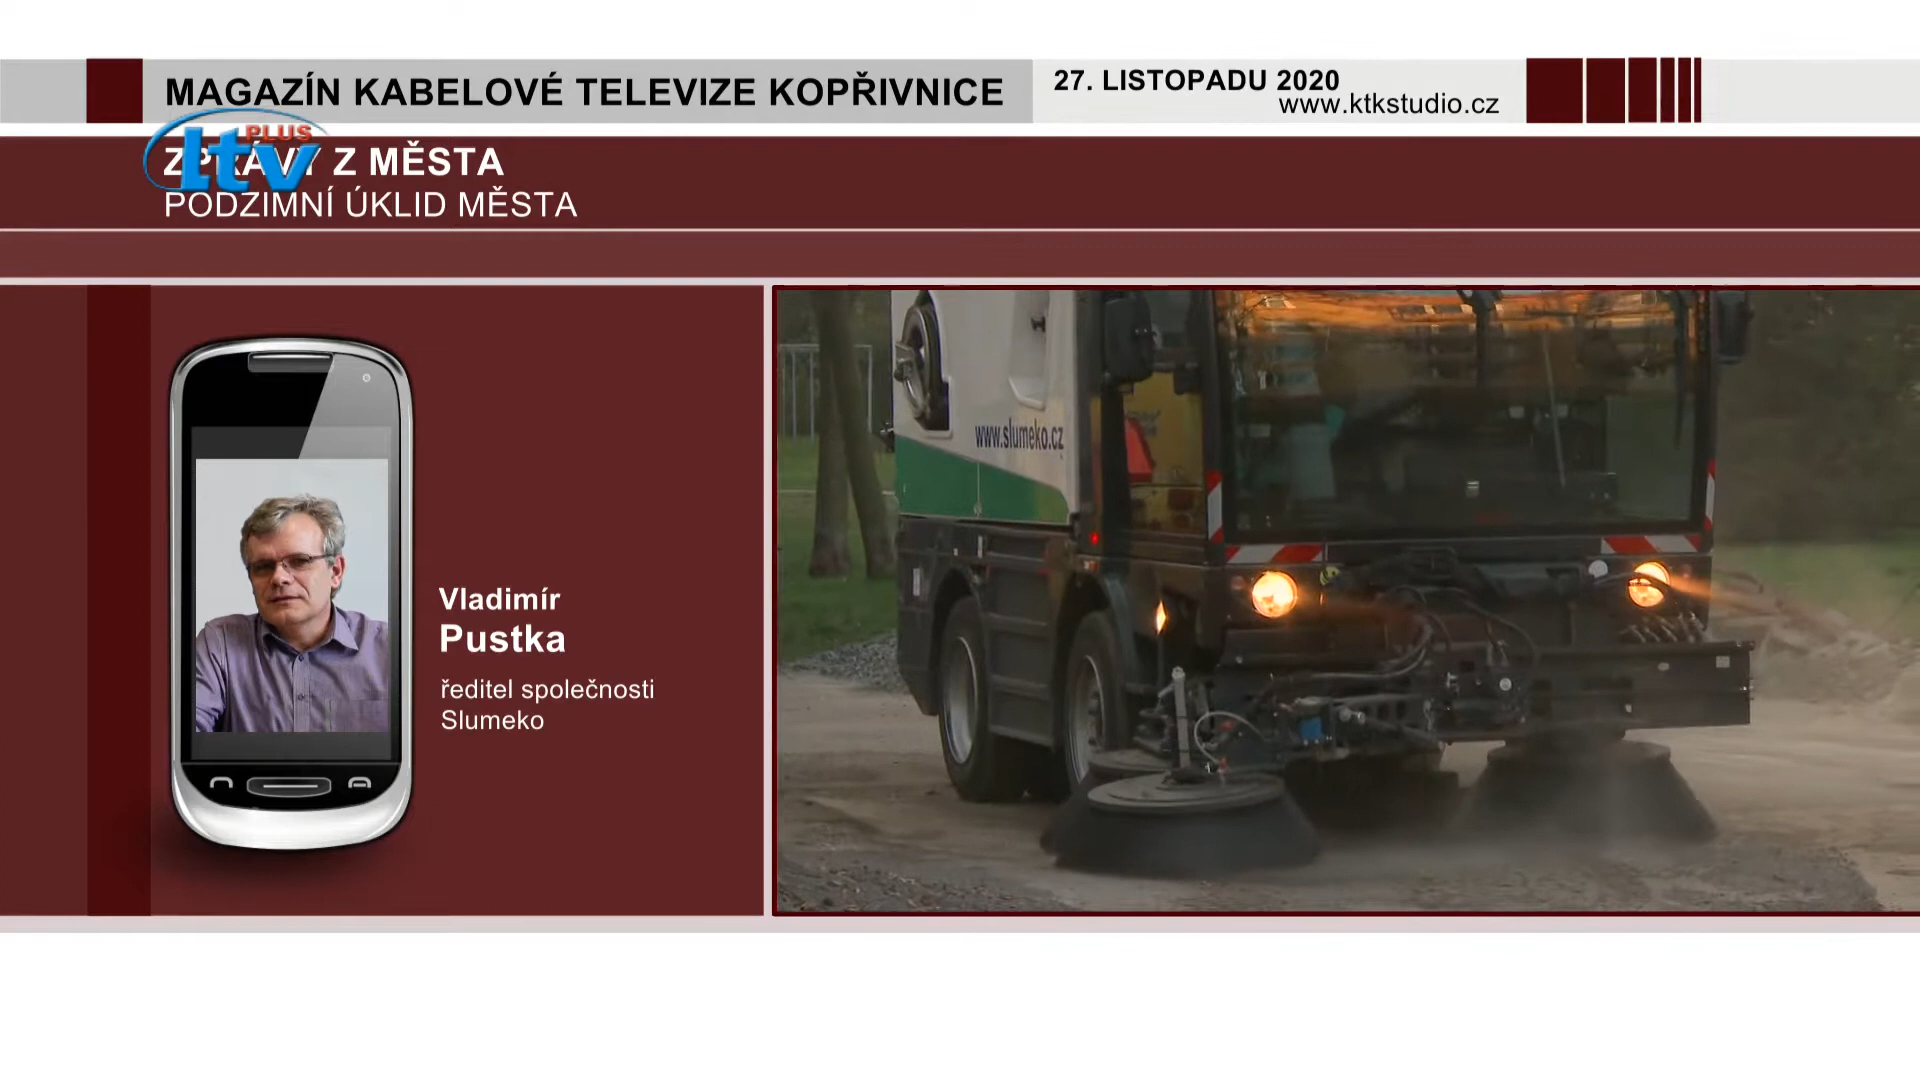 MAGAZÍN KABELOVÉ TELEVIZE KOPŘIVNICE
27. LISTOPADU 2020
www.ktkstudio.cz
ltv PLUS
ZPRÁVY Z MĚSTA
PODZIMNÍ ÚKLID MĚSTA
www.slumeko.cz
Vladimír
Pustka
ředitel společnosti
Slumeko